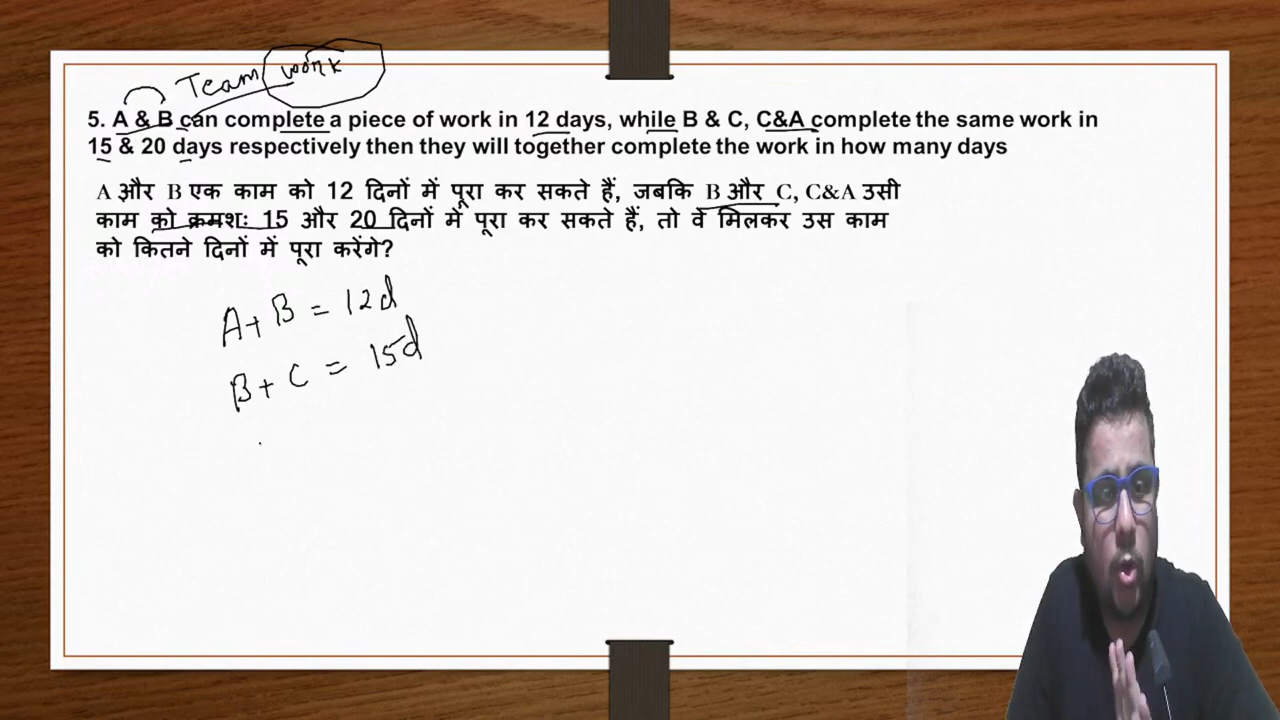 Team work
5. A & B can complete a piece of work in 12 days, while B & C, C&A complete the same work in
15 & 20 days respectively then they will together complete the work in how many days
A और B एक काम को 12 दिनों में पूरा कर सकते हैं, जबकि B और C, C&A उसी
काम को क्रमशः 15 और 20 दिनों में पूरा कर सकते हैं, तो वे मिलकर उस काम
को कितने दिनों में पूरा करेंगे?
A+ B = 12d
B+ C = 15d